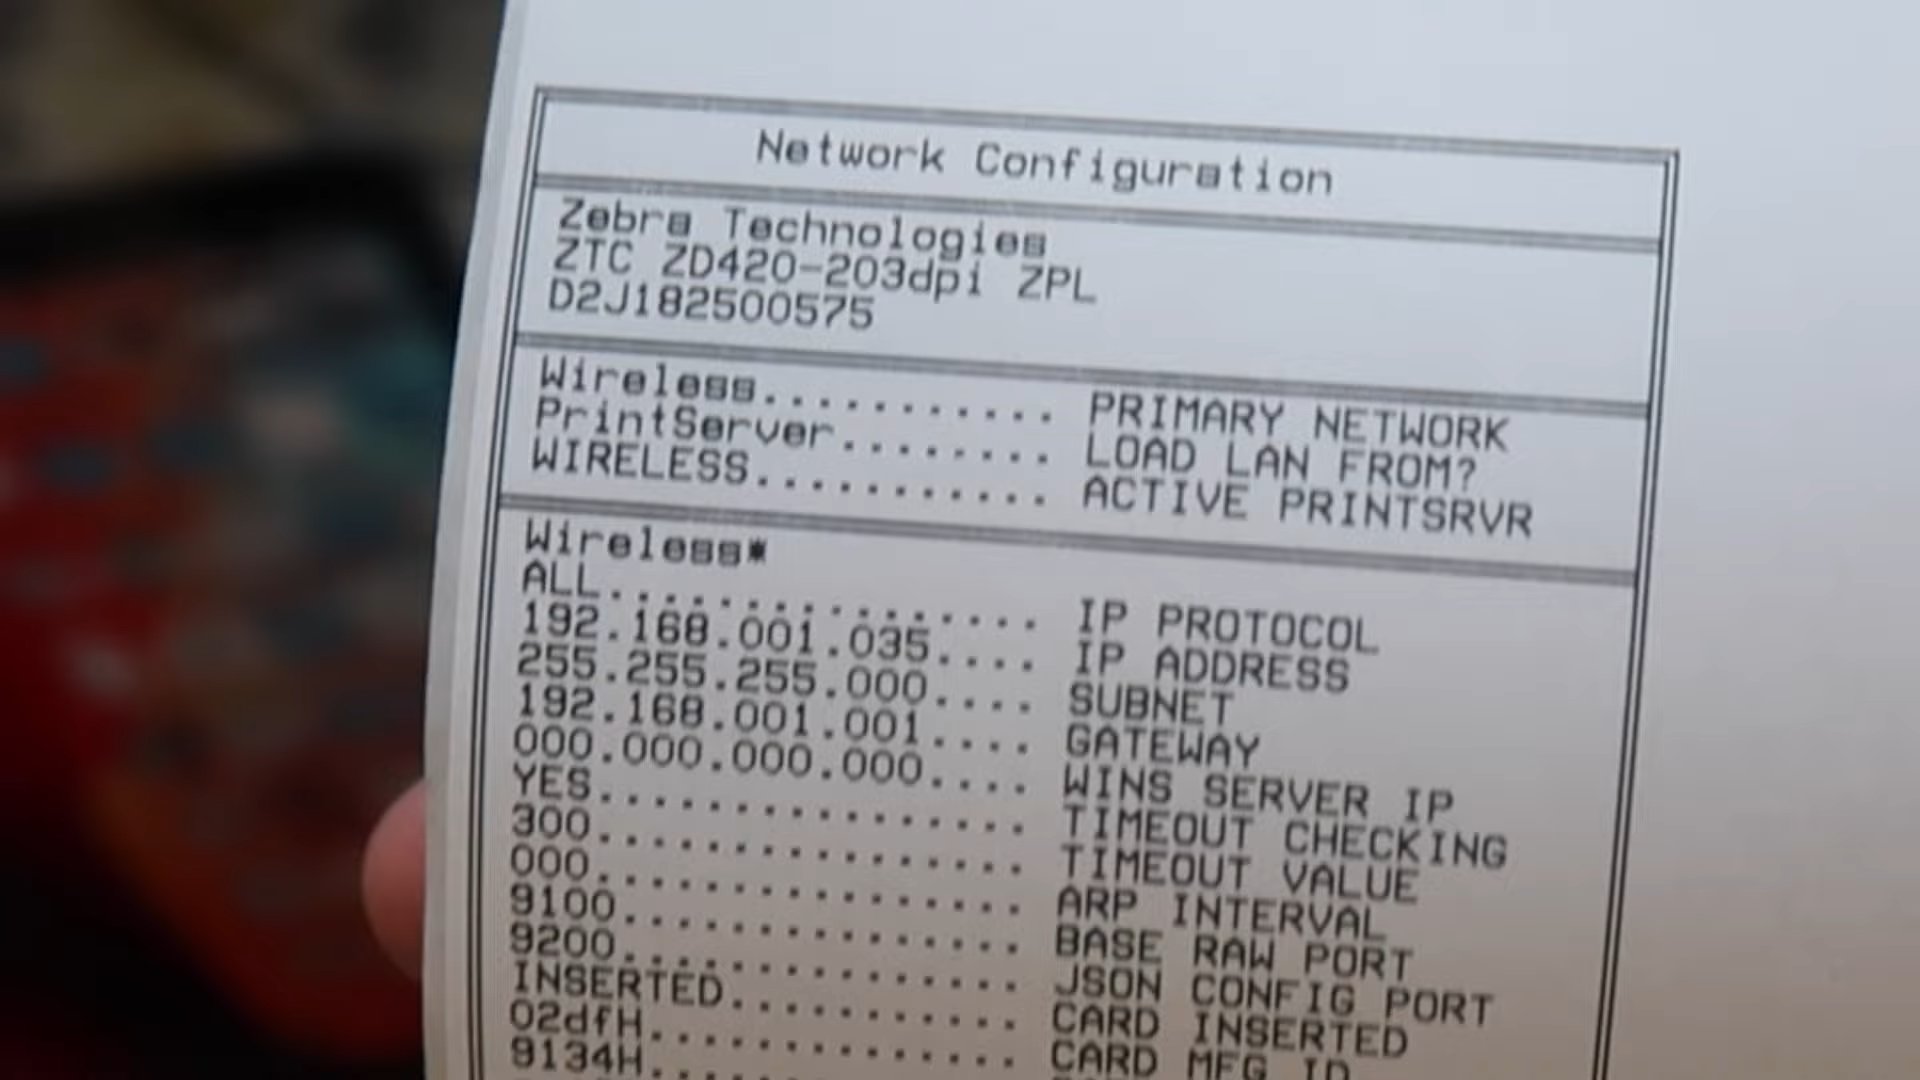 Network Configuration
Zebra Technologies
ZTC ZD420-203dpi ZPL
D2J182500575
Wireless........... PRIMARY NETWORK
PrintServer........ LOAD LAN FROM?
WIRELESS........... ACTIVE PRINTSRVR
Wireless*
ALL................ IP PROTOCOL
192.168.001.035.... IP ADDRESS
255.255.255.000.... SUBNET
192.168.001.001.... GATEWAY
000.000.000.000.... WINS SERVER IP
YES................ TIMEOUT CHECKING
300................ TIMEOUT VALUE
000................ ARP INTERVAL
9100............... BASE RAW PORT
9200............... JSON CONFIG PORT
INSERTED........... CARD INSERTED
02dfH.............. CARD MFG ID
9134H..............